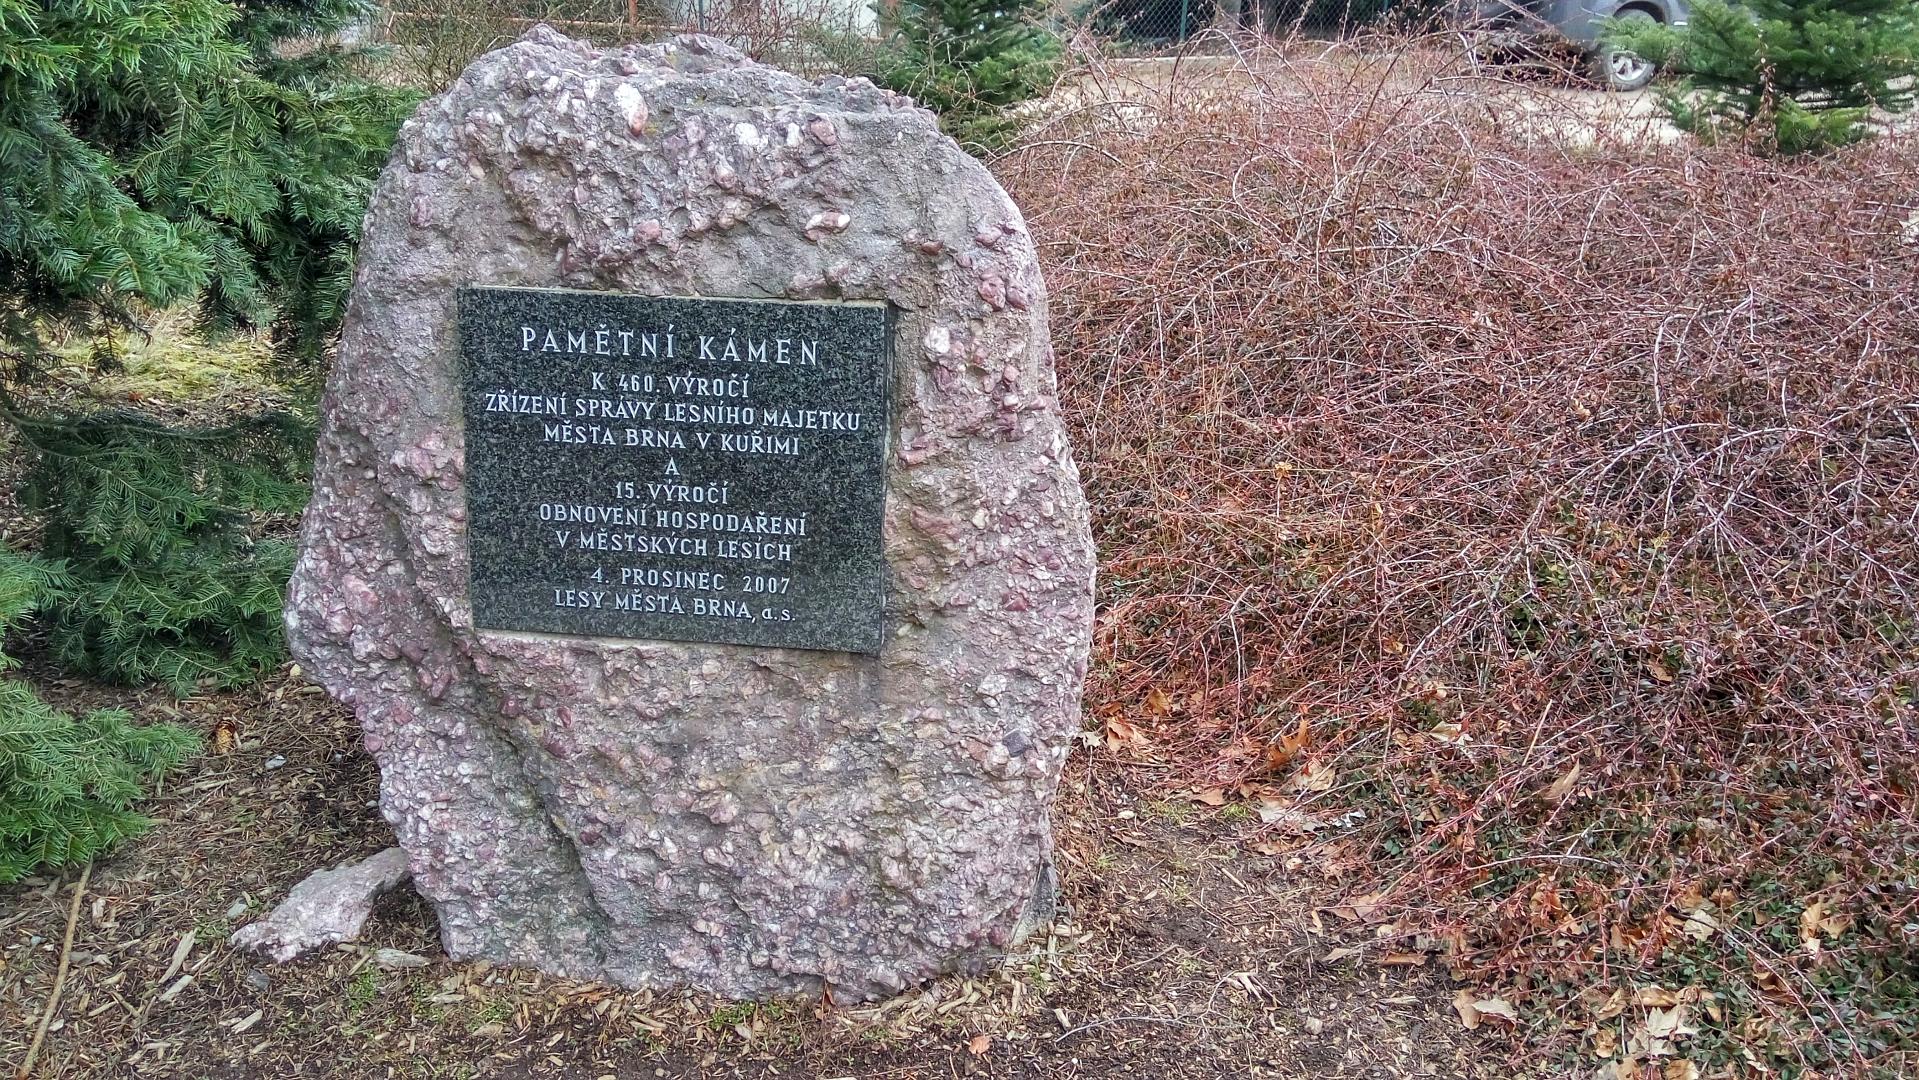 PAMĚTNÍ KÁMEN
K 460. VÝROČÍ
ZŘÍZENÍ SPRÁVY LESNÍHO MAJETKU
MĚSTA BRNA V KUŘIMI
A
15. VÝROČÍ
OBNOVENÍ HOSPODAŘENÍ
V MĚSTSKÝCH LESÍCH
4. PROSINEC 2007
LESY MĚSTA BRNA, a.s.